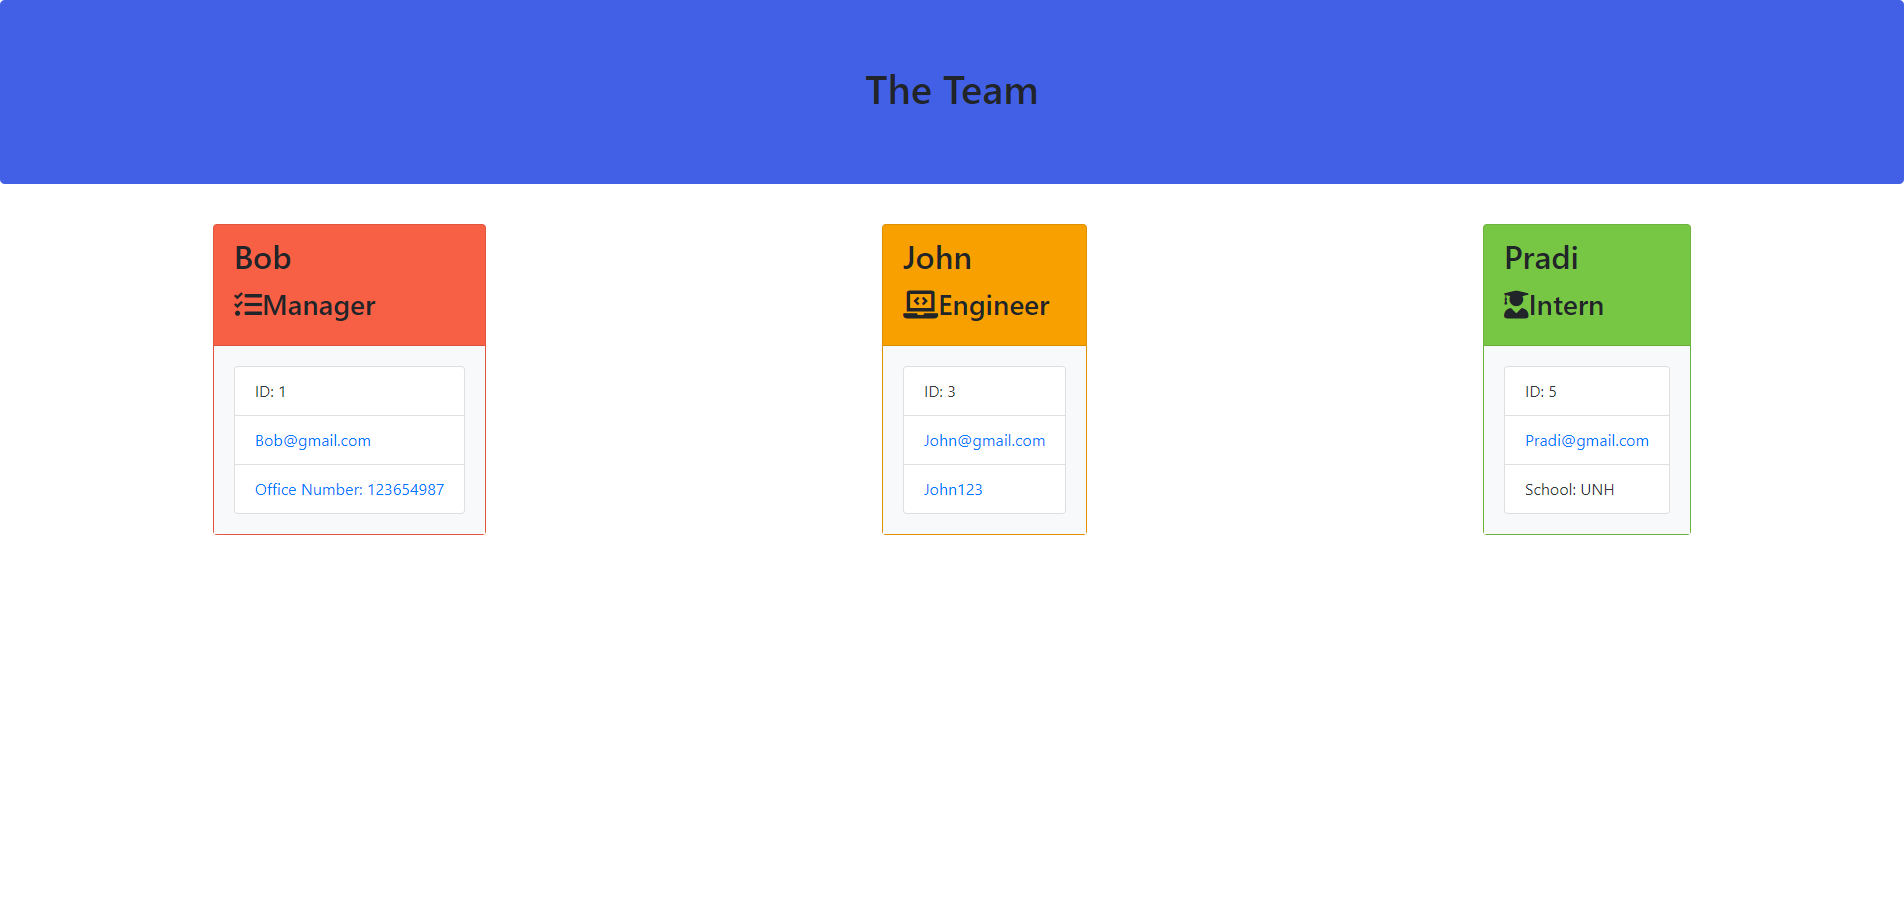 The Team
Bob
Manager
ID: 1
Bob@gmail.com
Office Number: 123654987
John
Engineer
ID: 3
John@gmail.com
John123
Pradi
Intern
ID: 5
Pradi@gmail.com
School: UNH